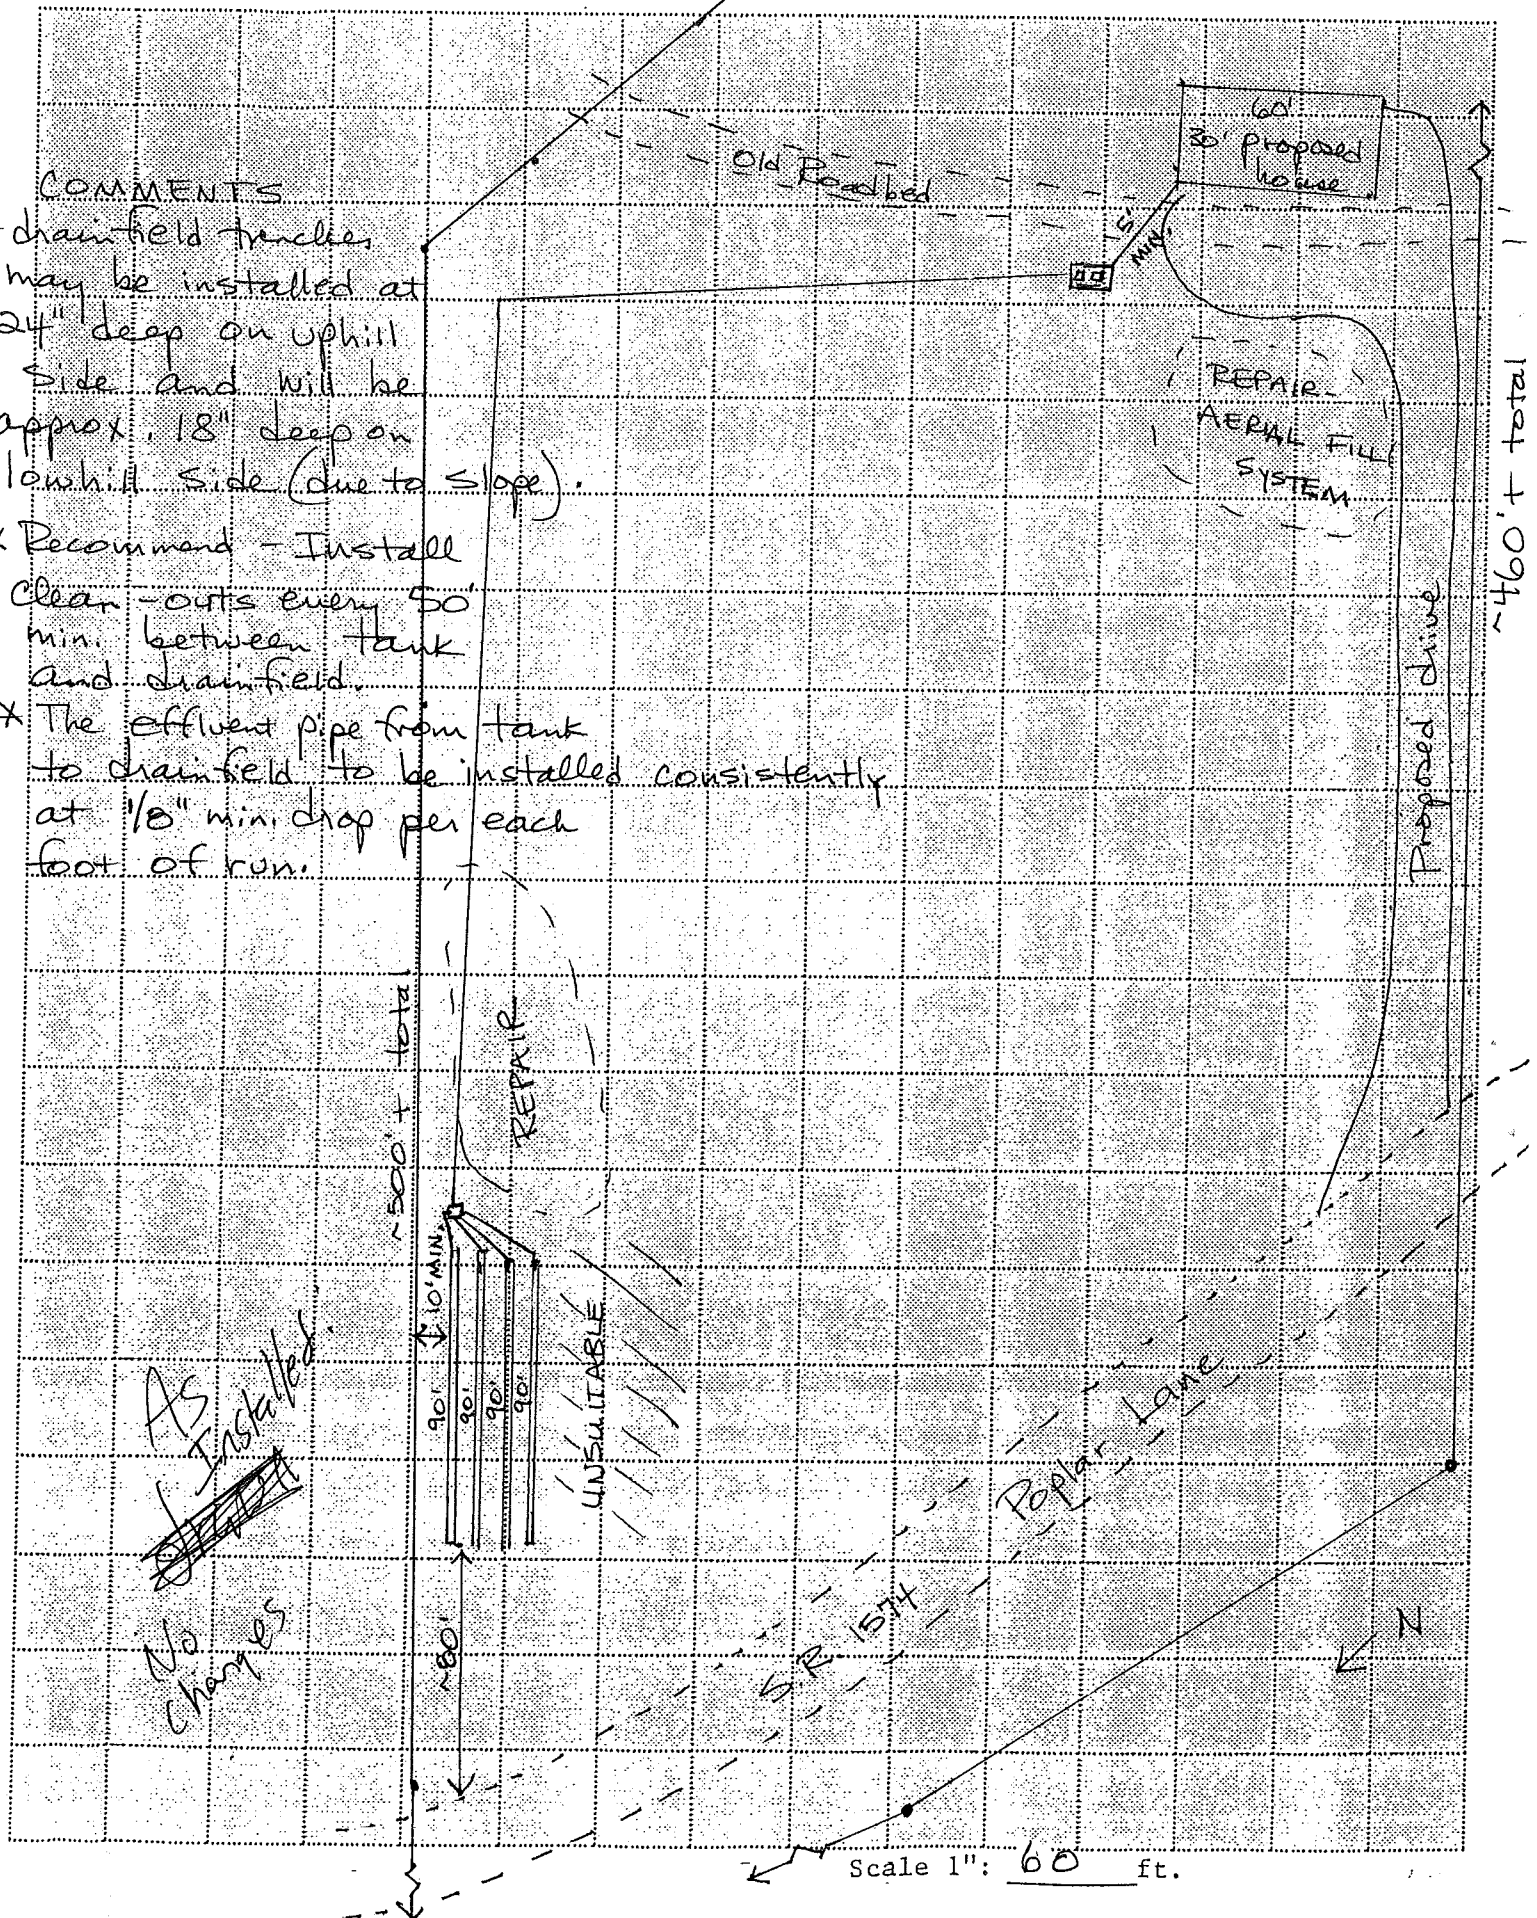 60'
30' proposed
house
Old Roadbed
5'
MIN.
COMMENTS
drainfield trenches
may be installed at
24" deep on uphill
Side and will be
approx. 18" deep on
lowhill Side (due to slope).
* Recommend - Install
Clean-outs every 50'
min. between tank
and drainfield.
* The effluent pipe from tank
to drainfield to be installed consistently
at 1/8" min. drop per each
foot of run.
REPAIR
AERIAL FILL
SYSTEM
~460' + total
Proposed drive
~500' + total
REPAIR
10' MIN.
90'
90'
90'
90'
UNSUITABLE
As
Installed.
No
changes
~80'
Poplar Lane
S.R. 1574
N
Scale 1": 60 ft.